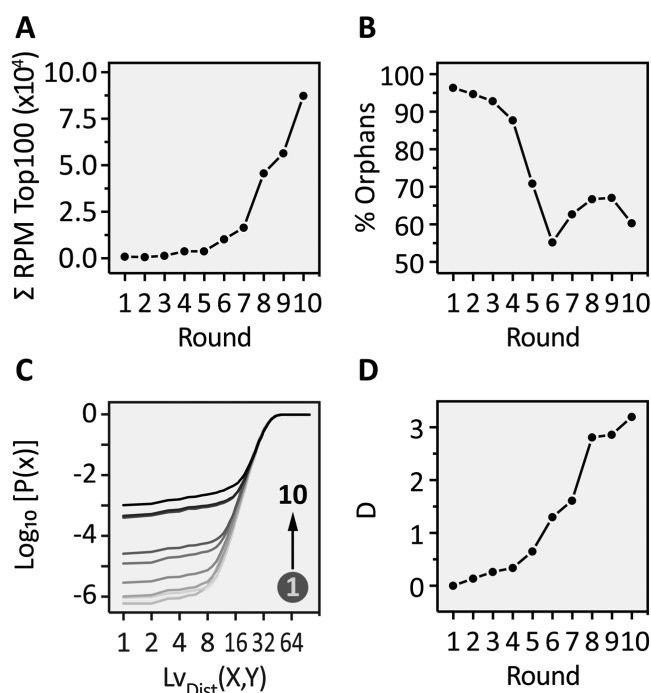 A
Σ RPM Top100 (x10⁴)
10.0
7.5
5.0
2.5
0.0
1 2 3 4 5 6 7 8 9 10
Round
B
% Orphans
100
90
80
70
60
50
1 2 3 4 5 6 7 8 9 10
Round
C
Log₁₀ [P(x)]
0
-2
-4
-6
10
1
1 2 4 8 16 32 64
Lv_Dist(X,Y)
D
D
3
2
1
0
1 2 3 4 5 6 7 8 9 10
Round